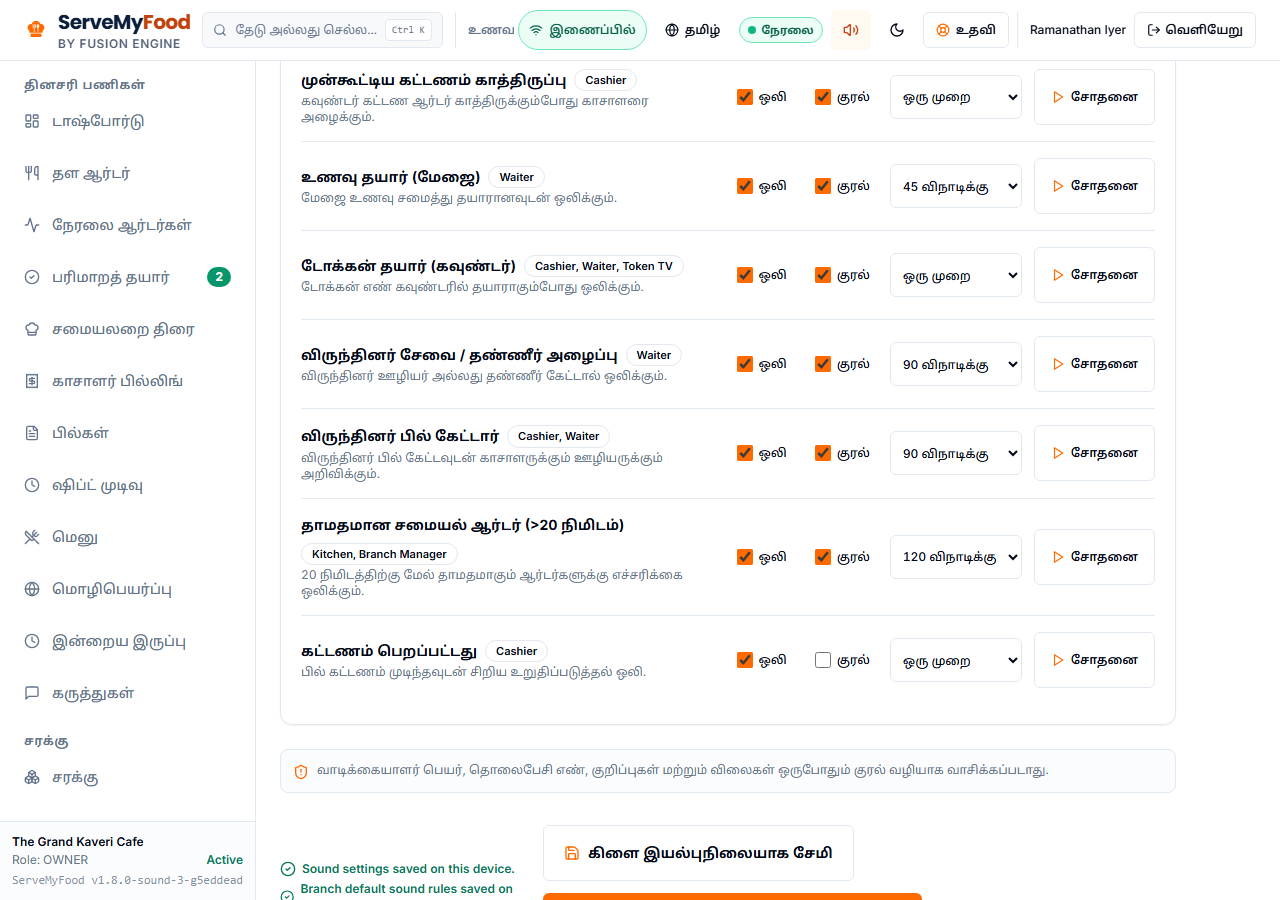 ServeMyFood
BY FUSION ENGINE
தேடு அல்லது செல்ல... Ctrl K
உணவ
இணைப்பில்
தமிழ்
நேரலை
உதவி
Ramanathan Iyer
வெளியேறு
தினசரி பணிகள்
டாஷ்போர்டு
தள ஆர்டர்
நேரலை ஆர்டர்கள்
பரிமாறத் தயார் 2
சமையலறை திரை
காசாளர் பில்லிங்
பில்கள்
ஷிப்ட் முடிவு
மெனு
மொழிபெயர்ப்பு
இன்றைய இருப்பு
கருத்துகள்
சரக்கு
சரக்கு
The Grand Kaveri Cafe
Role: OWNER Active
ServeMyFood v1.8.0-sound-3-g5eddead
முன்கூட்டிய கட்டணம் காத்திருப்பு Cashier
கவுண்டர் கட்டண ஆர்டர் காத்திருக்கும்போது காசாளரை
அழைக்கும்.
ஒலி குரல் ஒரு முறை சோதனை
உணவு தயார் (மேஜை) Waiter
மேஜை உணவு சமைத்து தயாரானவுடன் ஒலிக்கும்.
ஒலி குரல் 45 விநாடிக்கு சோதனை
டோக்கன் தயார் (கவுண்டர்) Cashier, Waiter, Token TV
டோக்கன் எண் கவுண்டரில் தயாராகும்போது ஒலிக்கும்.
ஒலி குரல் ஒரு முறை சோதனை
விருந்தினர் சேவை / தண்ணீர் அழைப்பு Waiter
விருந்தினர் ஊழியர் அல்லது தண்ணீர் கேட்டால் ஒலிக்கும்.
ஒலி குரல் 90 விநாடிக்கு சோதனை
விருந்தினர் பில் கேட்டார் Cashier, Waiter
விருந்தினர் பில் கேட்டவுடன் காசாளருக்கும் ஊழியருக்கும்
அறிவிக்கும்.
ஒலி குரல் 90 விநாடிக்கு சோதனை
தாமதமான சமையல் ஆர்டர் (>20 நிமிடம்)
Kitchen, Branch Manager
20 நிமிடத்திற்கு மேல் தாமதமாகும் ஆர்டர்களுக்கு எச்சரிக்கை
ஒலிக்கும்.
ஒலி குரல் 120 விநாடிக்கு சோதனை
கட்டணம் பெறப்பட்டது Cashier
பில் கட்டணம் முடிந்தவுடன் சிறிய உறுதிப்படுத்தல் ஒலி.
ஒலி குரல் ஒரு முறை சோதனை
வாடிக்கையாளர் பெயர், தொலைபேசி எண், குறிப்புகள் மற்றும் விலைகள் ஒருபோதும் குரல் வழியாக வாசிக்கப்படாது.
கிளை இயல்புநிலையாக சேமி
Sound settings saved on this device.
Branch default sound rules saved on